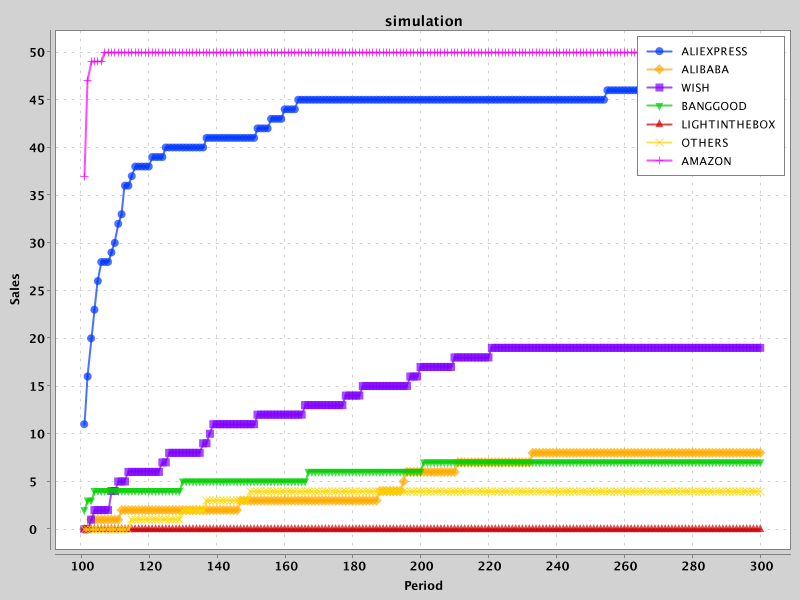 simulation
Sales
50
45
40
35
30
25
20
15
10
5
0
ALIEXPRESS
ALIBABA
WISH
BANGGOOD
LIGHTINTHEBOX
OTHERS
AMAZON
100 120 140 160 180 200 220 240 260 280 300
Period